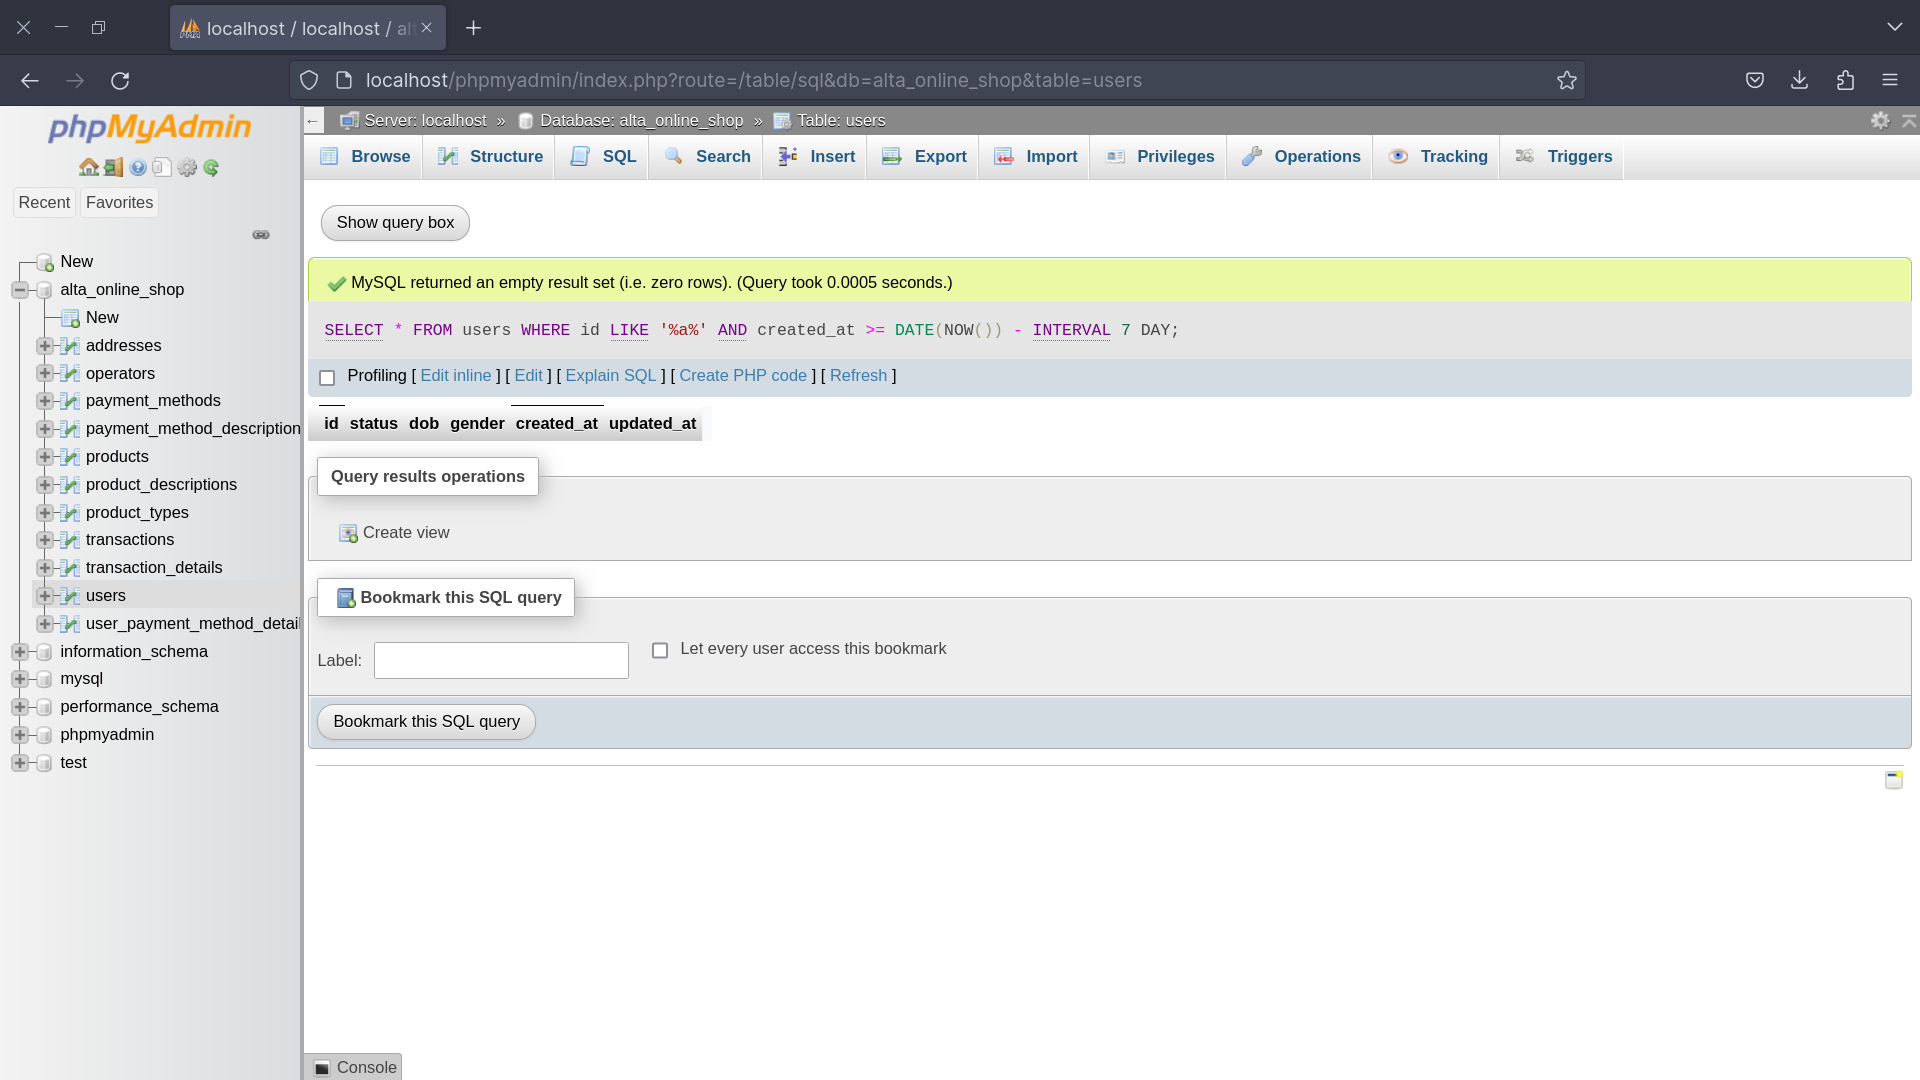 localhost / localhost / alt
localhost/phpmyadmin/index.php?route=/table/sql&db=alta_online_shop&table=users
phpMyAdmin
Recent
Favorites
New
alta_online_shop
New
addresses
operators
payment_methods
payment_method_description
products
product_descriptions
product_types
transactions
transaction_details
users
user_payment_method_detai
information_schema
mysql
performance_schema
phpmyadmin
test
← Server: localhost » Database: alta_online_shop » Table: users
Browse Structure SQL Search Insert Export Import Privileges Operations Tracking Triggers
Show query box
MySQL returned an empty result set (i.e. zero rows). (Query took 0.0005 seconds.)
SELECT * FROM users WHERE id LIKE '%a%' AND created_at >= DATE(NOW()) - INTERVAL 7 DAY;
Profiling [ Edit inline ] [ Edit ] [ Explain SQL ] [ Create PHP code ] [ Refresh ]
id status dob gender created_at updated_at
Query results operations
Create view
Bookmark this SQL query
Label:
Let every user access this bookmark
Bookmark this SQL query
Console